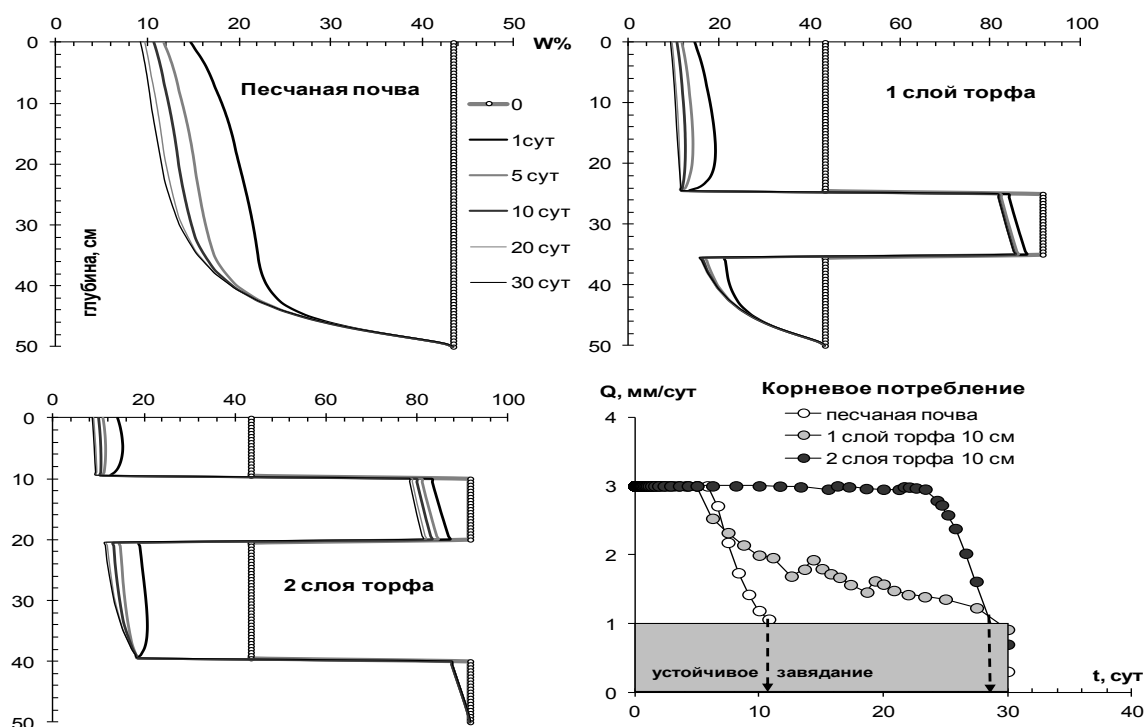 0 10 20 30 40 50
W%
0
10
20
30
40
50
глубина, см
Песчаная почва
0
1сут
5 сут
10 сут
20 сут
30 сут
0 20 40 60 80 100
0
10
20
30
40
50
1 слой торфа
0 20 40 60 80 100
0
10
20
30
40
50
2 слоя торфа
Q, мм/сут
Корневое потребление
песчаная почва
1 слой торфа 10 см
2 слоя торфа 10 см
4
3
2
1
0
устойчивое завядание
t, сут
0 10 20 30 40